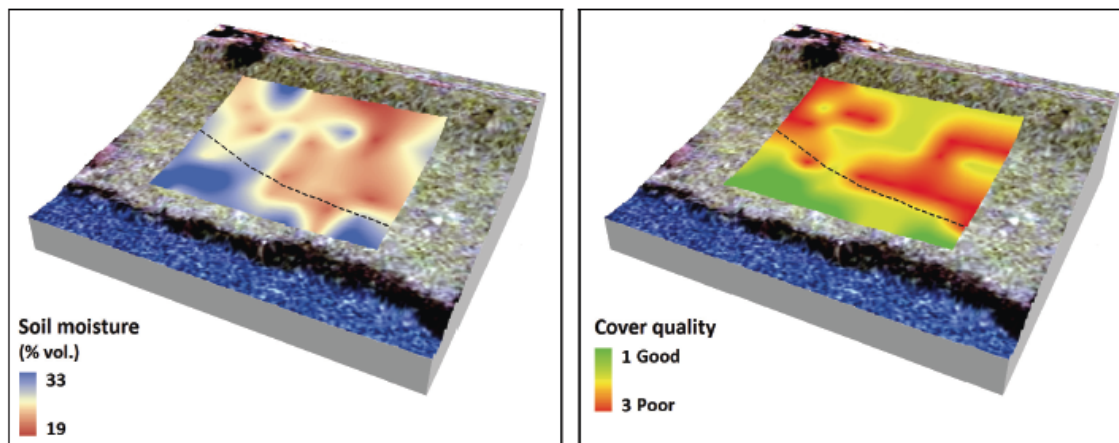 Soil moisture
(% vol.)
33
19
Cover quality
1 Good
3 Poor